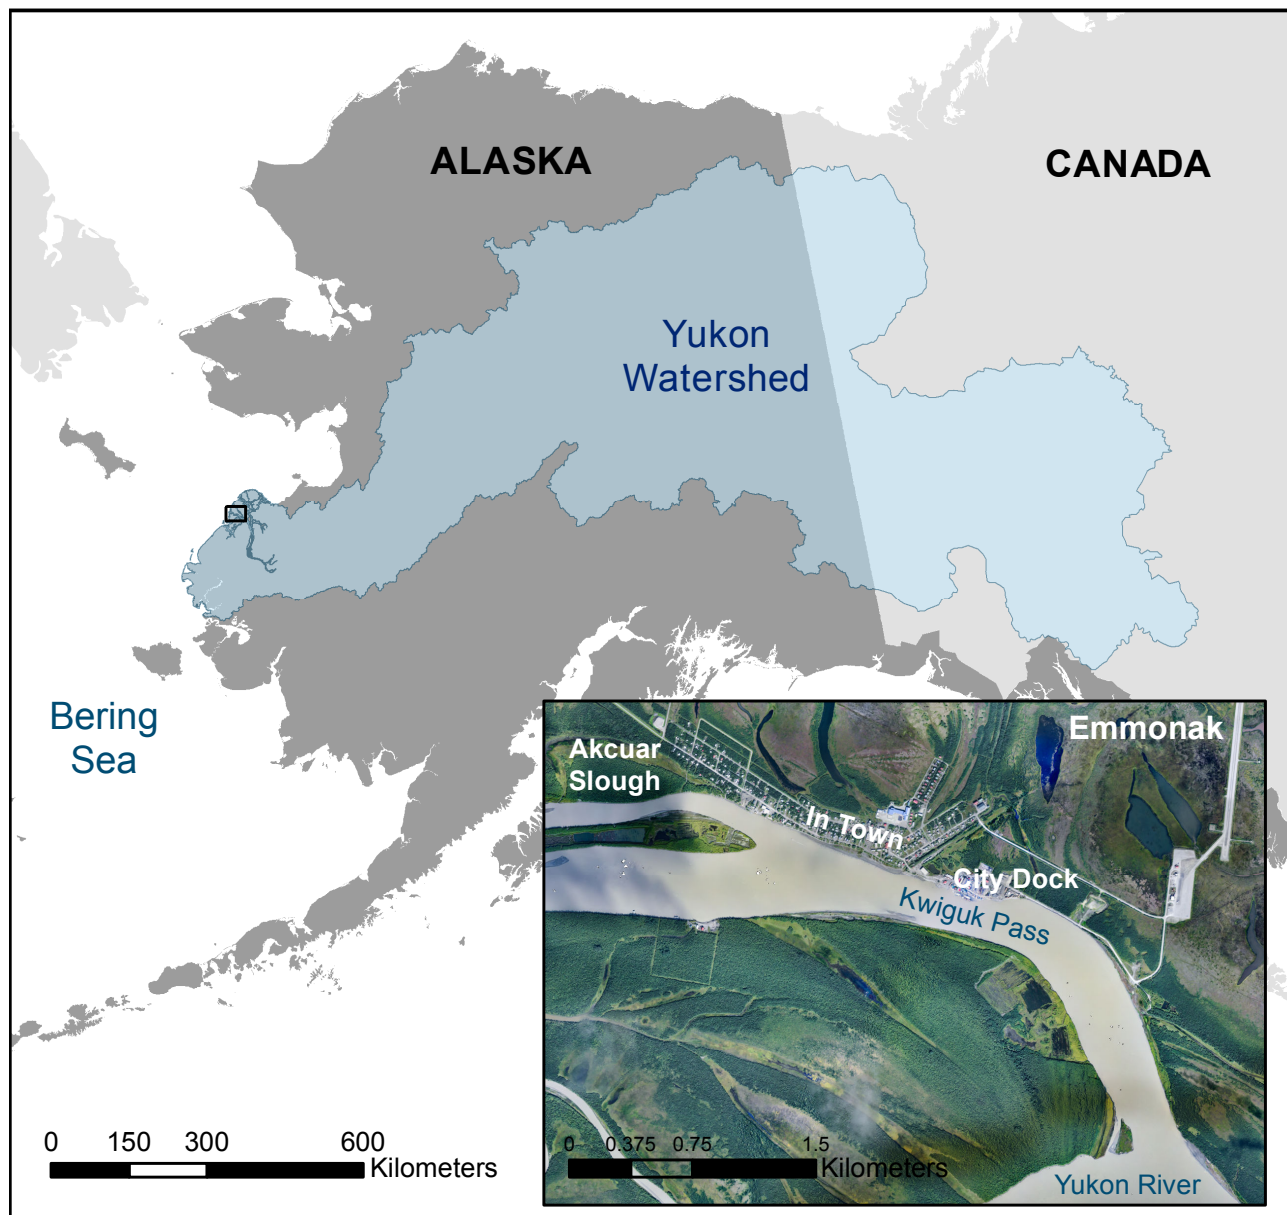 ALASKA
CANADA
Yukon
Watershed
Bering
Sea
Akcuar
Slough
Emmonak
In Town
City Dock
Kwiguk Pass
Yukon River
0 150 300 600
Kilometers
0 0.375 0.75 1.5
Kilometers